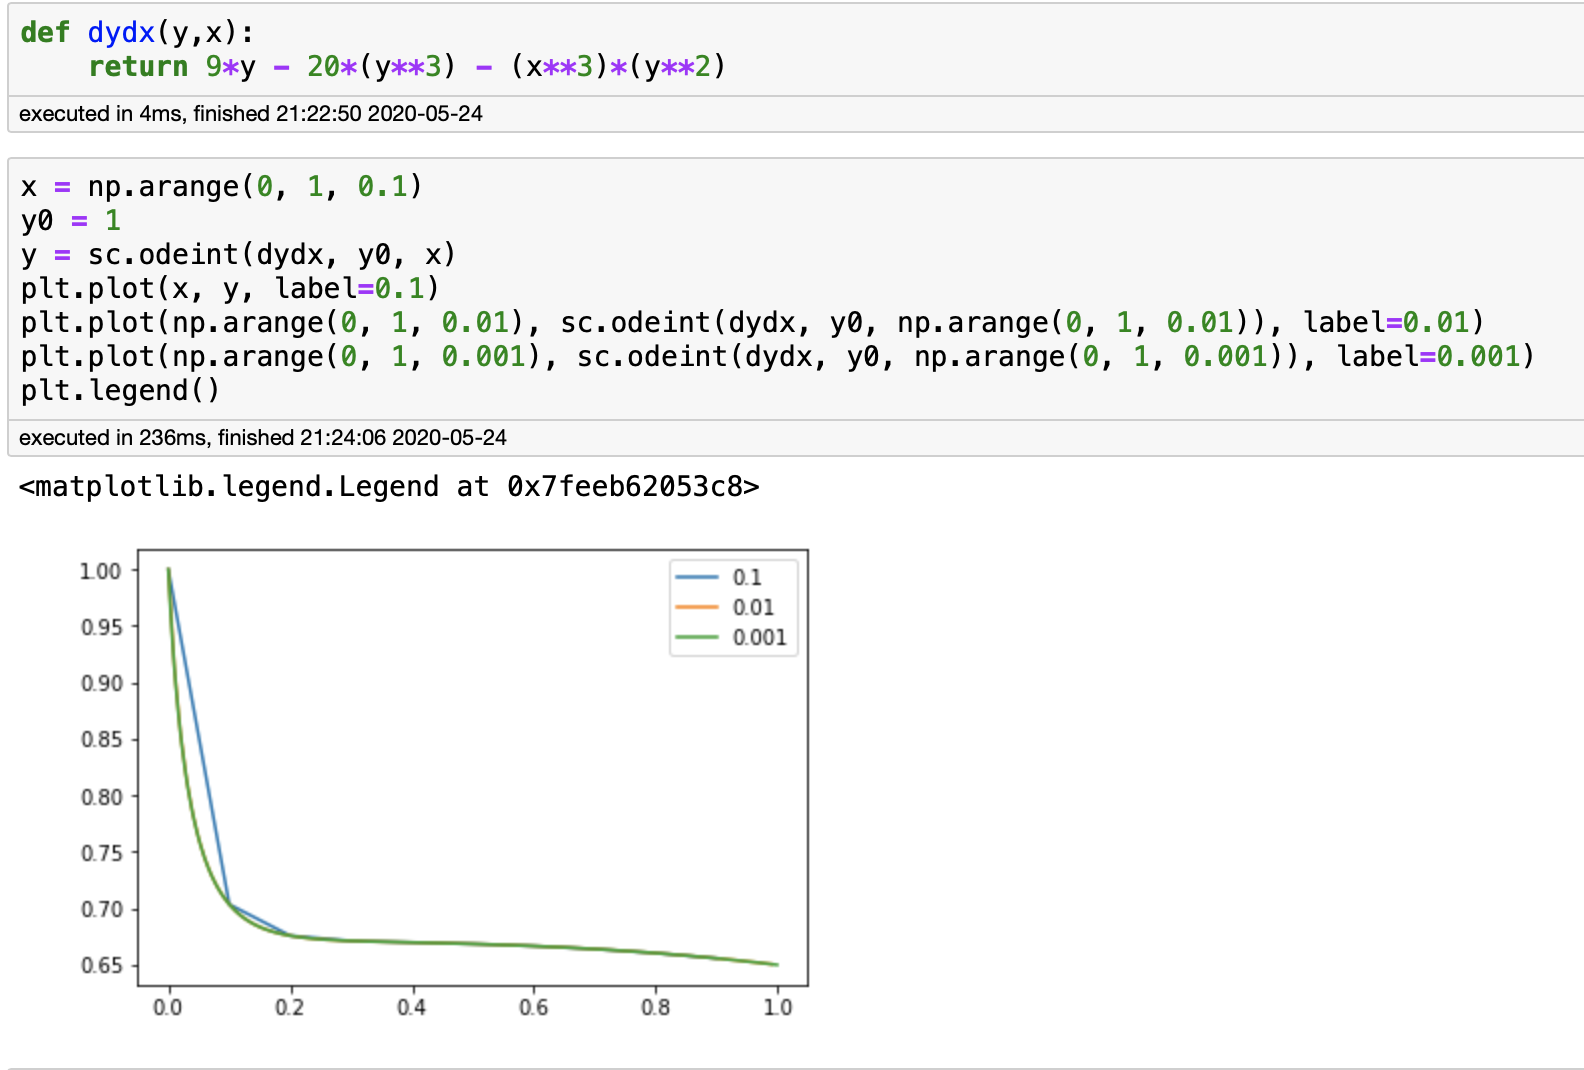 def dydx(y,x):
    return 9*y - 20*(y**3) - (x**3)*(y**2)
executed in 4ms, finished 21:22:50 2020-05-24
x = np.arange(0, 1, 0.1)
y0 = 1
y = sc.odeint(dydx, y0, x)
plt.plot(x, y, label=0.1)
plt.plot(np.arange(0, 1, 0.01), sc.odeint(dydx, y0, np.arange(0, 1, 0.01)), label=0.01)
plt.plot(np.arange(0, 1, 0.001), sc.odeint(dydx, y0, np.arange(0, 1, 0.001)), label=0.001)
plt.legend()
executed in 236ms, finished 21:24:06 2020-05-24
<matplotlib.legend.Legend at 0x7feeb62053c8>
1.00
0.95
0.90
0.85
0.80
0.75
0.70
0.65
0.1
0.01
0.001
0.0 0.2 0.4 0.6 0.8 1.0